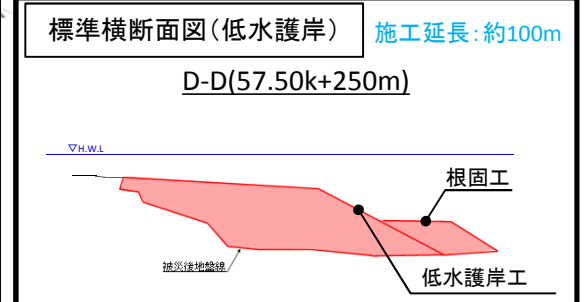 標準横断面図(低水護岸)
施工延長:約100m
D-D(57.50k+250m)
▽H.W.L
根固工
被災後地盤線
低水護岸工